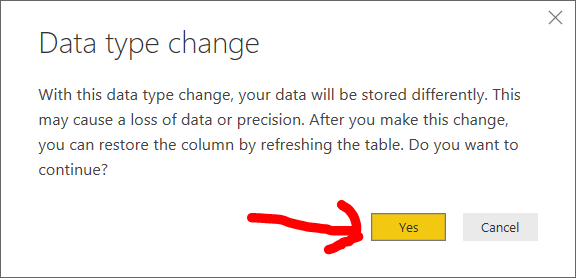 Data type change
With this data type change, your data will be stored differently. This
may cause a loss of data or precision. After you make this change,
you can restore the column by refreshing the table. Do you want to
continue?
Yes
Cancel